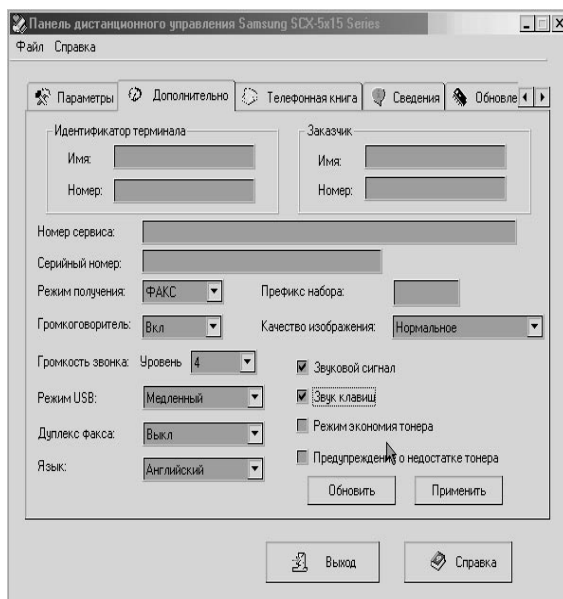 Панель дистанционного управления Samsung SCX-5x15 Series
Файл Справка
Параметры Дополнительно Телефонная книга Сведения Обновле
Идентификатор терминала Заказчик
Имя: Имя:
Номер: Номер:
Номер сервиса:
Серийный номер:
Режим получения: ФАКС Префикс набора:
Громкоговоритель: Вкл Качество изображения: Нормальное
Громкость звонка: Уровень 4 Звуковой сигнал
Режим USB: Медленный Звук клавиш
Дуплекс факса: Выкл Режим экономия тонера
Язык: Английский Предупреждение о недостатке тонера
Обновить Применить
Выход Справка